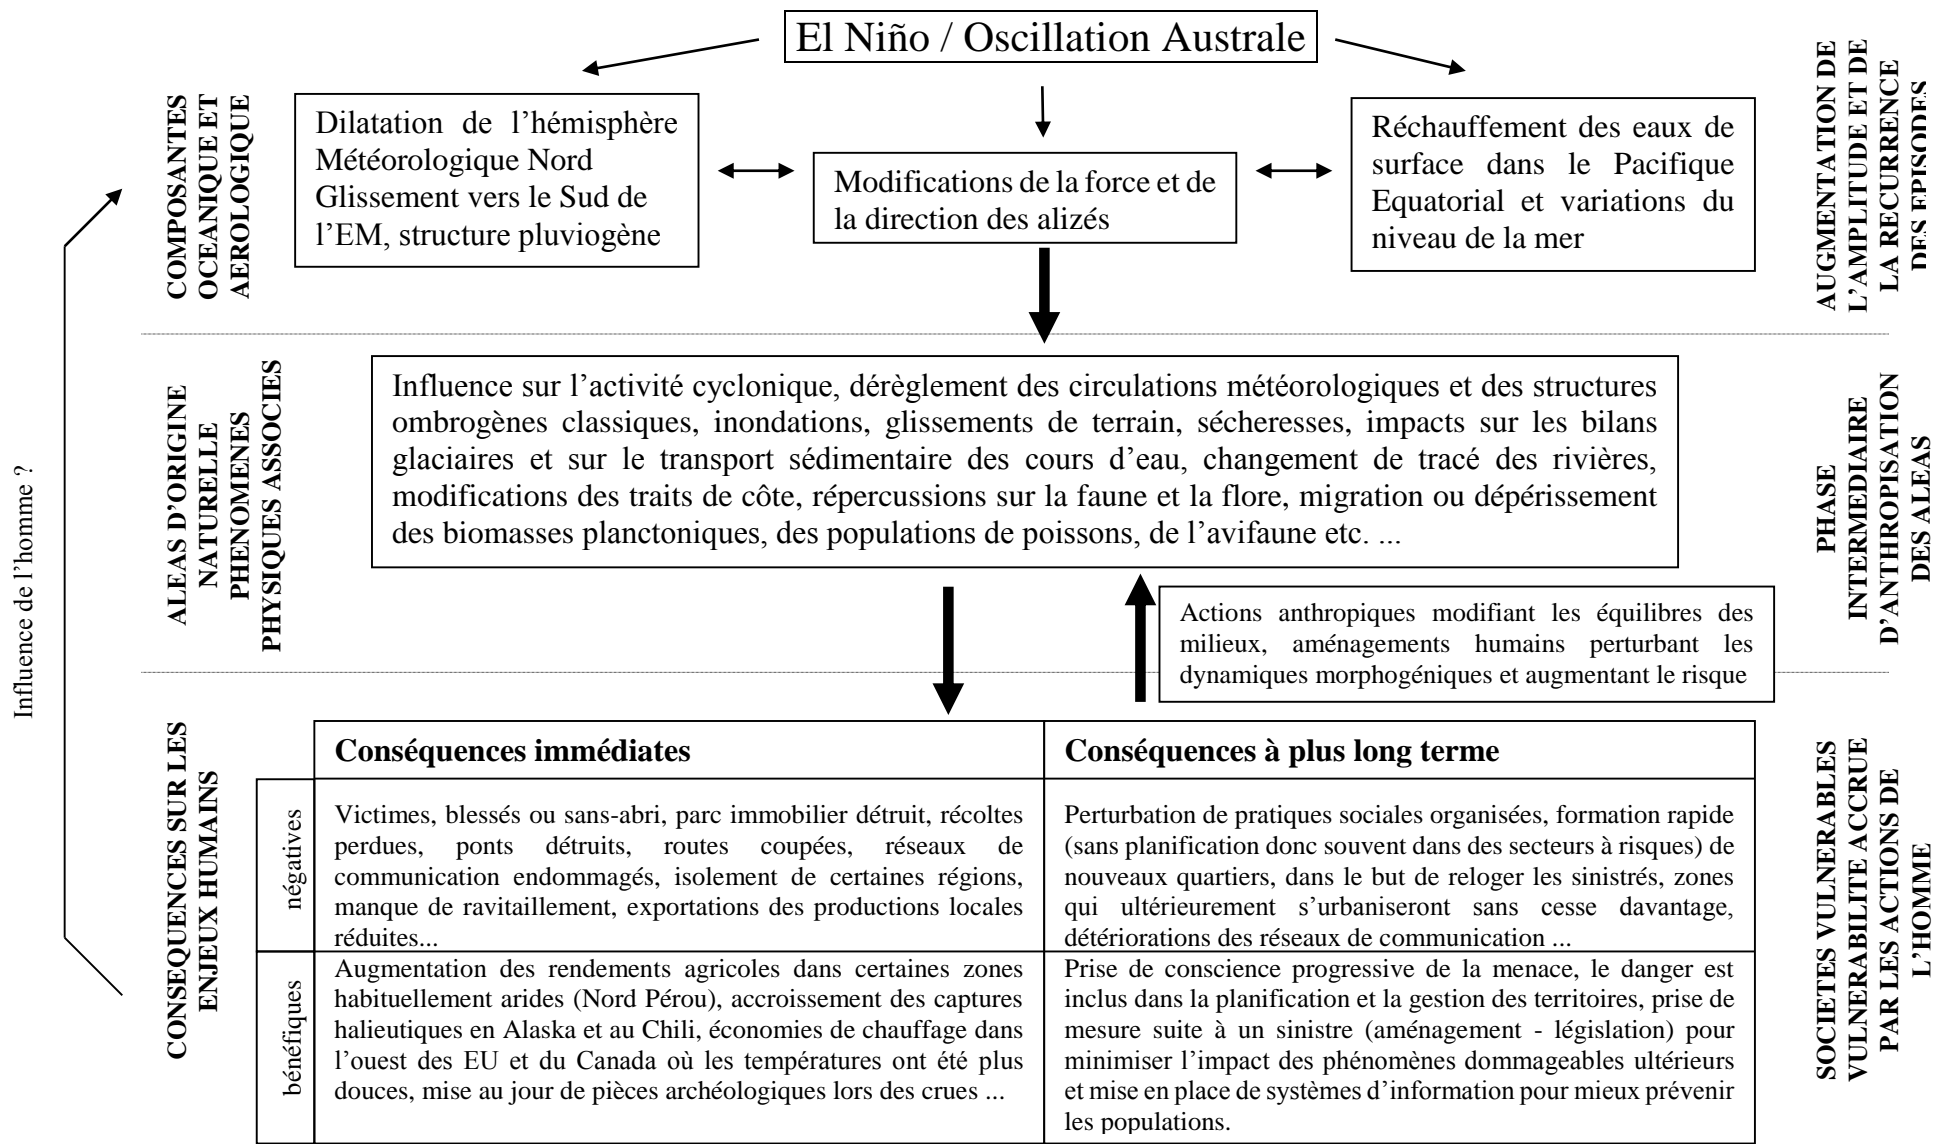 El Niño / Oscillation Australe
COMPOSANTES
OCEANIQUE ET
AEROLOGIQUE
Dilatation de l’hémisphère
Météorologique Nord
Glissement vers le Sud de
l’EM, structure pluviogène
Modifications de la force et de
la direction des alizés
Réchauffement des eaux de
surface dans le Pacifique
Equatorial et variations du
niveau de la mer
AUGMENTATION DE
L’AMPLITUDE ET DE
LA RECURRENCE
DES EPISODES
Influence de l’homme ?
ALEAS D’ORIGINE
NATURELLE
PHENOMENES
PHYSIQUES ASSOCIES
Influence sur l’activité cyclonique, dérèglement des circulations météorologiques et des structures
ombrogènes classiques, inondations, glissements de terrain, sécheresses, impacts sur les bilans
glaciaires et sur le transport sédimentaire des cours d’eau, changement de tracé des rivières,
modifications des traits de côte, répercussions sur la faune et la flore, migration ou dépérissement
des biomasses planctoniques, des populations de poissons, de l’avifaune etc. ...
PHASE
INTERMEDIAIRE
D’ANTHROPISATION
DES ALEAS
Actions anthropiques modifiant les équilibres des
milieux, aménagements humains perturbant les
dynamiques morphogéniques et augmentant le risque
CONSEQUENCES SUR LES
ENJEUX HUMAINS
Conséquences immédiates
Conséquences à plus long terme
négatives
Victimes, blessés ou sans-abri, parc immobilier détruit, récoltes
perdues, ponts détruits, routes coupées, réseaux de
communication endommagés, isolement de certaines régions,
manque de ravitaillement, exportations des productions locales
réduites...
Perturbation de pratiques sociales organisées, formation rapide
(sans planification donc souvent dans des secteurs à risques) de
nouveaux quartiers, dans le but de reloger les sinistrés, zones
qui ultérieurement s’urbaniseront sans cesse davantage,
détériorations des réseaux de communication ...
bénéfiques
Augmentation des rendements agricoles dans certaines zones
habituellement arides (Nord Pérou), accroissement des captures
halieutiques en Alaska et au Chili, économies de chauffage dans
l’ouest des EU et du Canada où les températures ont été plus
douces, mise au jour de pièces archéologiques lors des crues ...
Prise de conscience progressive de la menace, le danger est
inclus dans la planification et la gestion des territoires, prise de
mesure suite à un sinistre (aménagement - législation) pour
minimiser l’impact des phénomènes dommageables ultérieurs
et mise en place de systèmes d’information pour mieux prévenir
les populations.
SOCIETES VULNERABLES
VULNERABILITE ACCRUE
PAR LES ACTIONS DE
L’HOMME